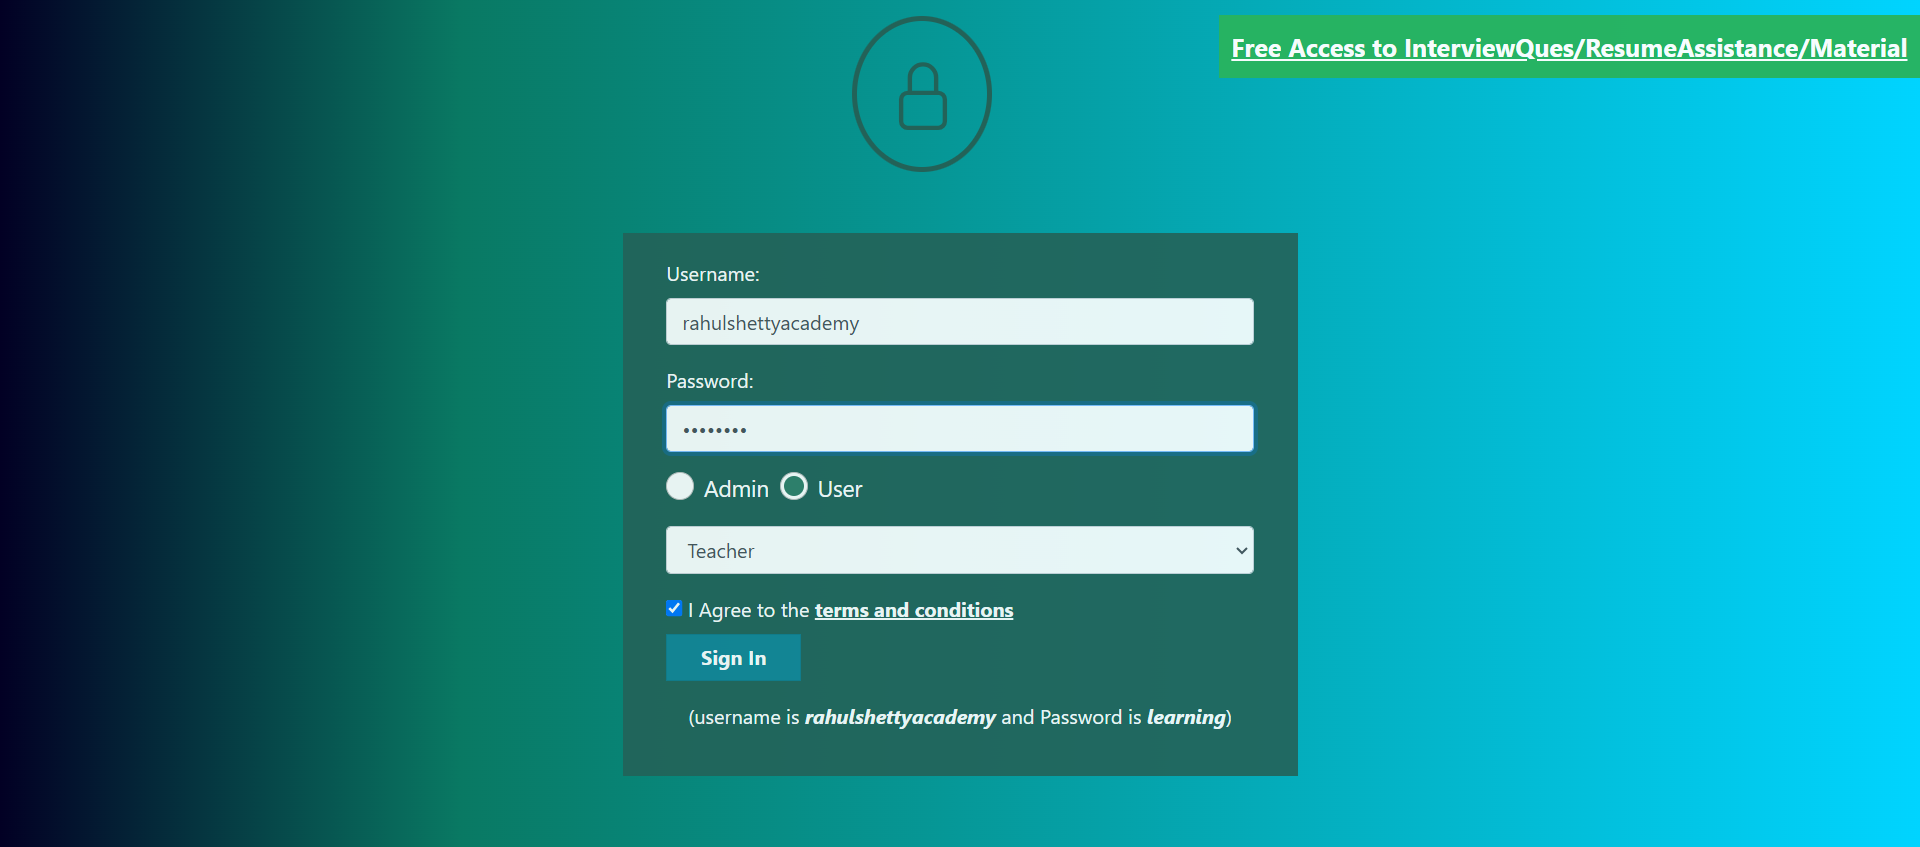 Free Access to InterviewQues/ResumeAssistance/Material
Username:
rahulshettyacademy
Password:
••••••••
Admin User
Teacher
I Agree to the terms and conditions
Sign In
(username is rahulshettyacademy and Password is learning)